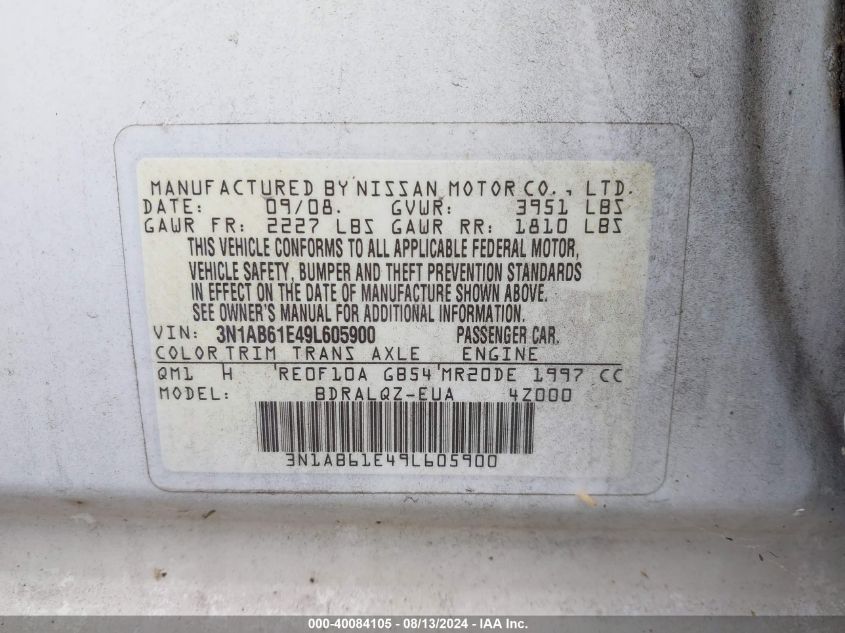 MANUFACTURED BY NISSAN MOTOR CO., LTD.
DATE: 09/08. GVWR: 3951 LBS
GAWR FR: 2227 LBS GAWR RR: 1810 LBS
THIS VEHICLE CONFORMS TO ALL APPLICABLE FEDERAL MOTOR,
VEHICLE SAFETY, BUMPER AND THEFT PREVENTION STANDARDS
IN EFFECT ON THE DATE OF MANUFACTURE SHOWN ABOVE.
SEE OWNER'S MANUAL FOR ADDITIONAL INFORMATION.
VIN: 3N1AB61E49L605900 PASSENGER CAR.
COLOR TRIM TRANS AXLE ENGINE
QM1 H RE0F10A GB54 MR20DE 1997 CC
MODEL: BDRALQZ-EUA 4Z000
3N1AB61E49L605900
000-40084105 - 08/13/2024 - IAA Inc.